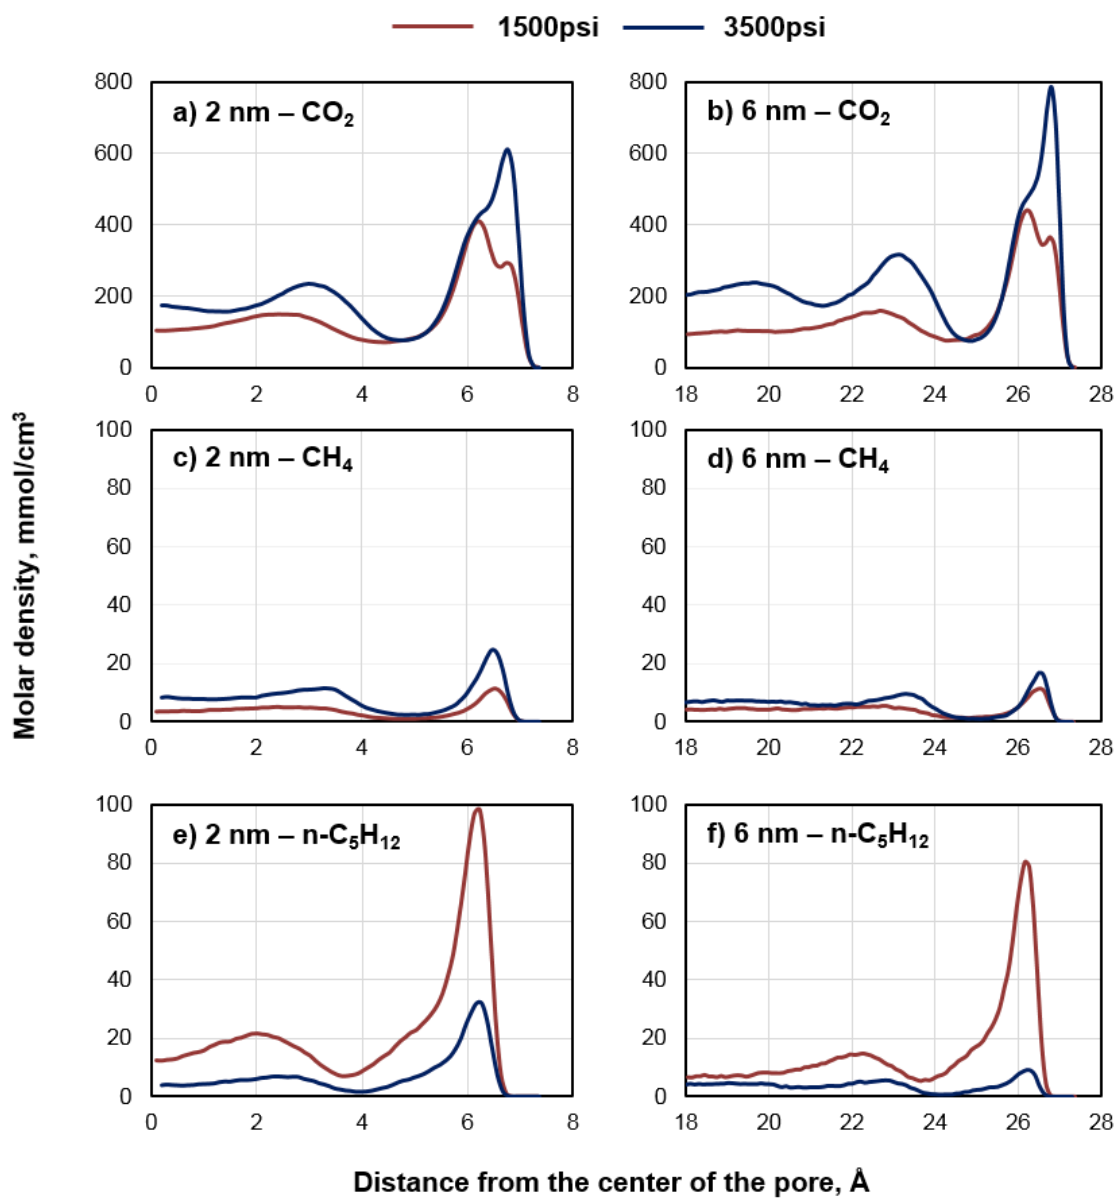 1500psi 3500psi
a) 2 nm – CO₂
800
600
400
200
0
0 2 4 6 8
b) 6 nm – CO₂
800
600
400
200
0
18 20 22 24 26 28
c) 2 nm – CH₄
100
80
60
40
20
0
0 2 4 6 8
d) 6 nm – CH₄
100
80
60
40
20
0
18 20 22 24 26 28
e) 2 nm – n-C₅H₁₂
100
80
60
40
20
0
0 2 4 6 8
f) 6 nm – n-C₅H₁₂
100
80
60
40
20
0
18 20 22 24 26 28
Molar density, mmol/cm³
Distance from the center of the pore, Å